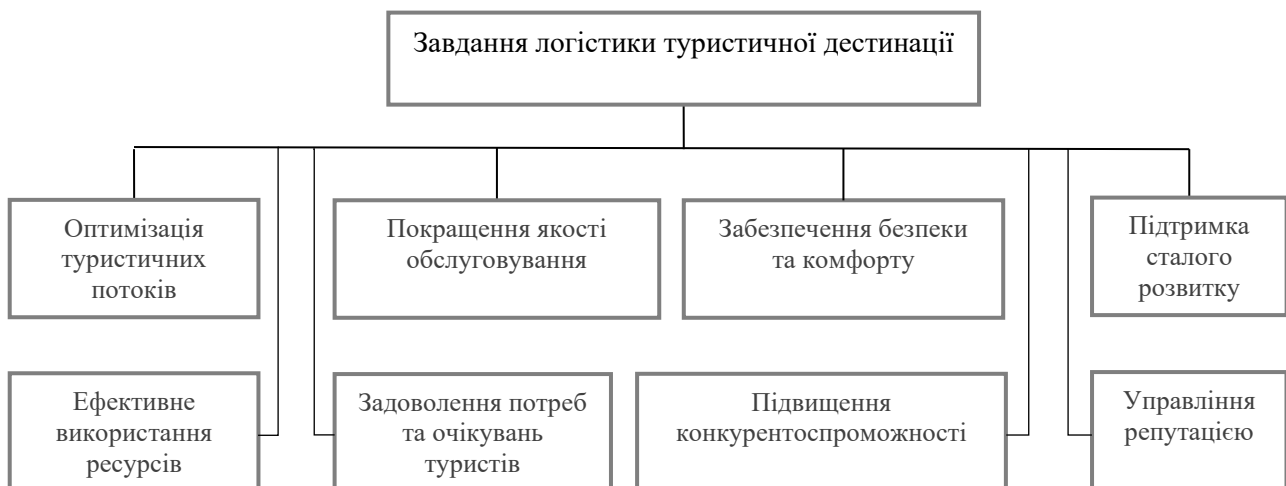 Завдання логістики туристичної дестинації
Оптимізація
туристичних
потоків
Покращення якості
обслуговування
Забезпечення безпеки
та комфорту
Підтримка
сталого
розвитку
Ефективне
використання
ресурсів
Задоволення потреб
та очікувань
туристів
Підвищення
конкурентоспроможності
Управління
репутацією